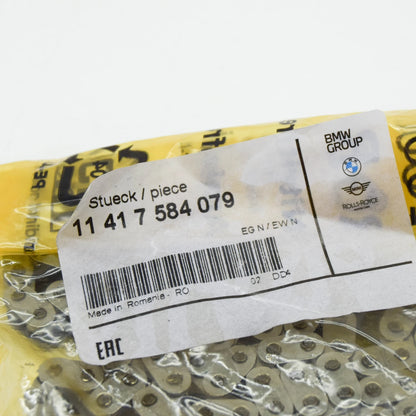 BMW
GROUP
Stueck / piece
11 41 7 584 079
EG N / EW N
ROLLS-ROYCE
Made in Romania - RO 02 DD4
EAC